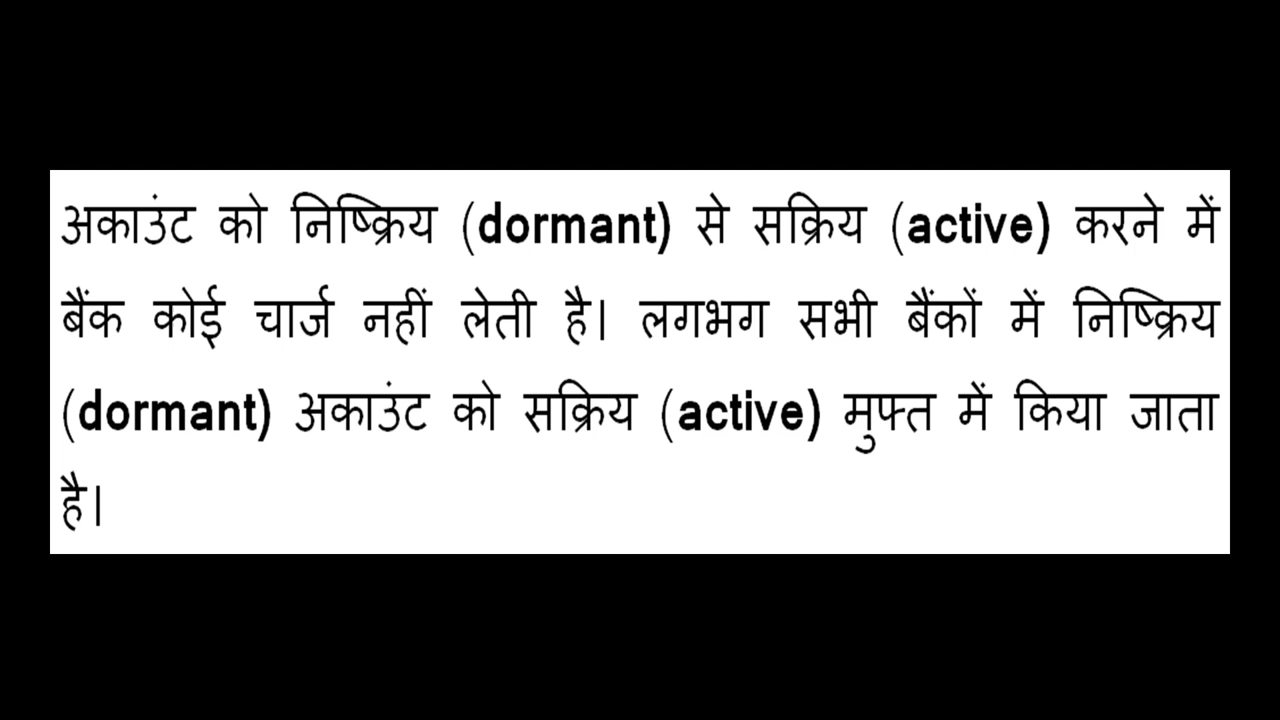 अकाउंट को निष्क्रिय (dormant) से सक्रिय (active) करने में
बैंक कोई चार्ज नहीं लेती है। लगभग सभी बैंकों में निष्क्रिय
(dormant) अकाउंट को सक्रिय (active) मुफ्त में किया जाता
है।